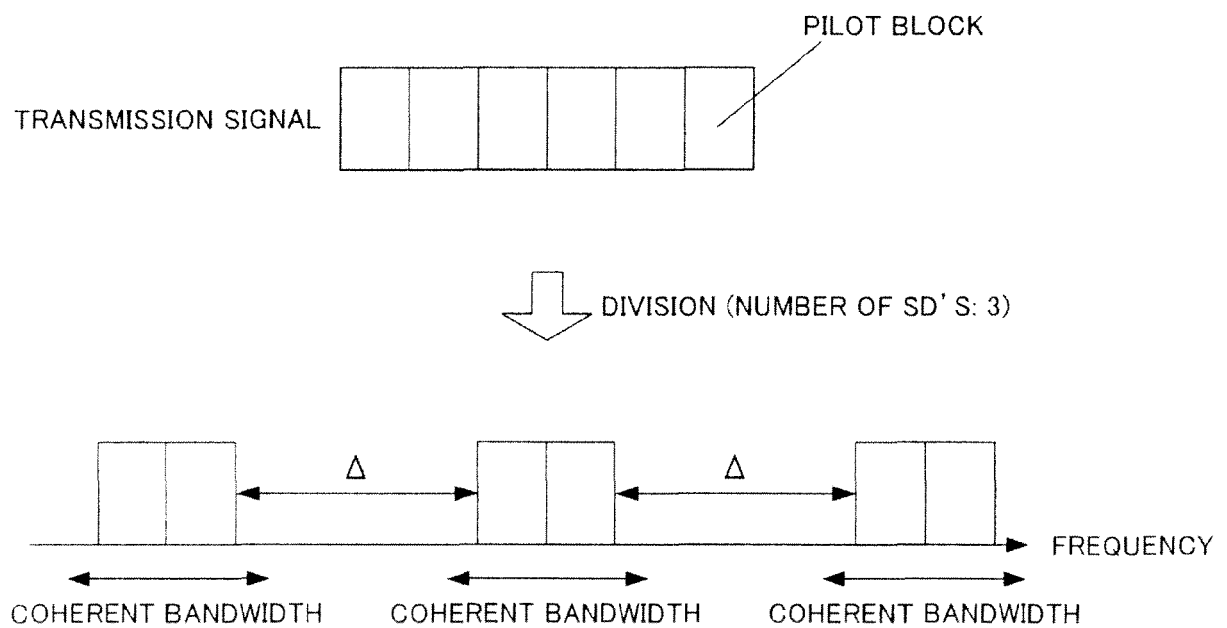 PILOT BLOCK
TRANSMISSION SIGNAL
DIVISION (NUMBER OF SD'S: 3)
Δ Δ
FREQUENCY
COHERENT BANDWIDTH COHERENT BANDWIDTH COHERENT BANDWIDTH